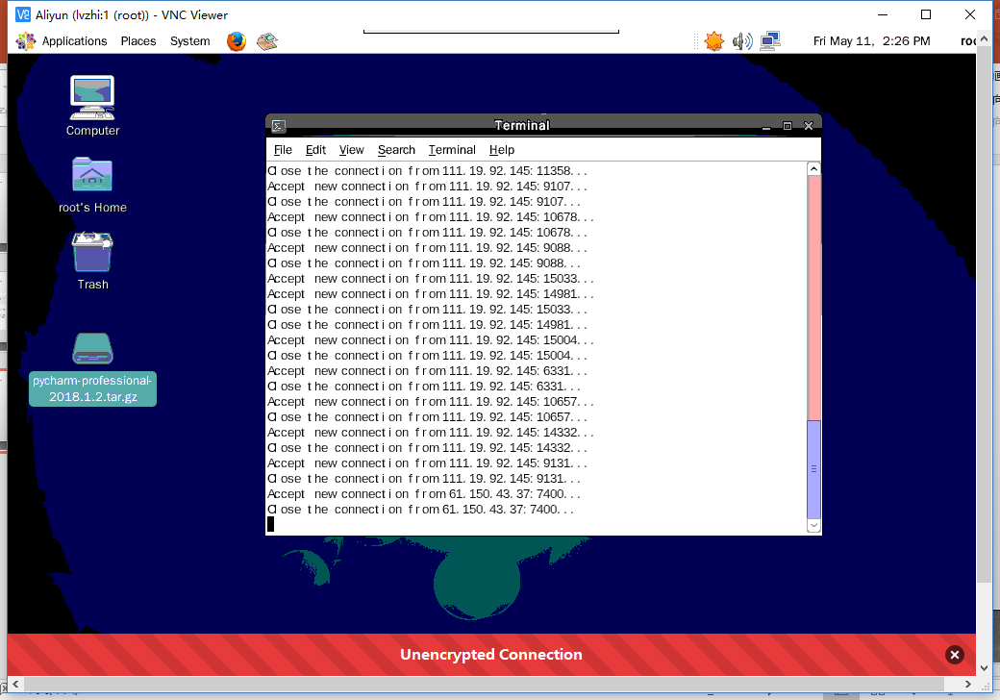 Aliyun (lvzhi:1 (root)) - VNC Viewer
Applications Places System
Fri May 11, 2:26 PM
Computer
root's Home
Trash
pycharm-professional-
2018.1.2.tar.gz
Terminal
File Edit View Search Terminal Help
Close the connection from 111.19.92.145:11358...
Accept new connection from 111.19.92.145:9107...
Close the connection from 111.19.92.145:9107...
Accept new connection from 111.19.92.145:10678...
Close the connection from 111.19.92.145:10678...
Accept new connection from 111.19.92.145:9088...
Close the connection from 111.19.92.145:9088...
Accept new connection from 111.19.92.145:15033...
Accept new connection from 111.19.92.145:14981...
Close the connection from 111.19.92.145:15033...
Close the connection from 111.19.92.145:14981...
Accept new connection from 111.19.92.145:15004...
Close the connection from 111.19.92.145:15004...
Accept new connection from 111.19.92.145:6331...
Close the connection from 111.19.92.145:6331...
Accept new connection from 111.19.92.145:10657...
Close the connection from 111.19.92.145:10657...
Accept new connection from 111.19.92.145:14332...
Close the connection from 111.19.92.145:14332...
Accept new connection from 111.19.92.145:9131...
Close the connection from 111.19.92.145:9131...
Accept new connection from 61.150.43.37:7400...
Close the connection from 61.150.43.37:7400...
Unencrypted Connection